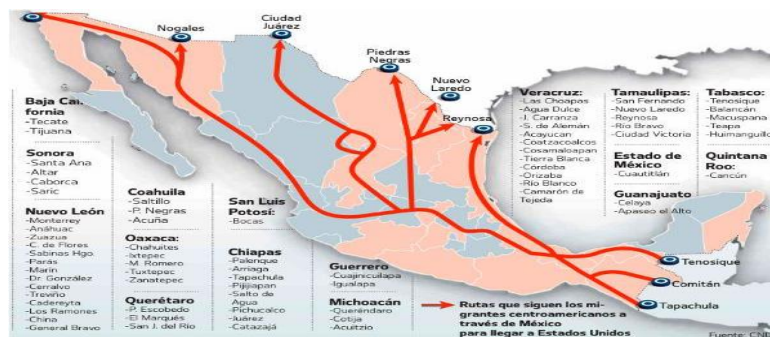 Nogales
Ciudad
Juárez
Piedras
Negras
Nuevo
Laredo
Reynosa
Tenosique
Comitán
Tapachula
Baja Cali
fornia
-Tecate
-Tijuana
Sonora
-Santa Ana
-Altar
-Caborca
-Saric
Nuevo León
-Monterrey
-Anáhuac
-Zuazua
-C. de Flores
-Sabinas Hgo
-Parás
-Marín
-Dr. González
-Cerralvo
-Treviño
-Cadereyta
-Los Ramones
-China
-General Bravo
Coahuila
-Saltillo
-P. Negras
-Acuña
Oaxaca:
-Chahuites
-Ixtepec
-M. Romero
-Tuxtepec
-Zanatepec
Querétaro
-P. Escobedo
-El Marqués
-San J. del Río
San Luis
Potosí:
-Bocas
Chiapas
-Palenque
-Arriaga
-Tapachula
-Pijijiapan
-Salto de
Agua
-Pichucalco
-Juárez
-Catazajá
Guerrero
-Cuajinicuilapa
-Igualapa
Michoacán
-Queréndaro
-Cotija
-Acuitzio
Veracruz:
-Las Choapas
-Agua Dulce
-J. Carranza
-S. de Alemán
-Acayucan
-Coatzacoalcos
-Cosamaloapan
-Tierra Blanca
-Córdoba
-Orizaba
-Río Blanco
-Camarón de
Tejeda
Tamaulipas:
-San Fernando
-Nuevo Laredo
-Reynosa
-Río Bravo
-Ciudad Victoria
Estado de
México
-Cuautitlán
Guanajuato
-Celaya
-Apaseo el Alto
Tabasco:
-Tenosique
-Balancán
-Macuspana
-Teapa
-Huimanguillo
Quintana
Roo:
-Cancún
Rutas que siguen los mi-
grantes centroamericanos a
través de México
para llegar a Estados Unidos
Fuente: CND